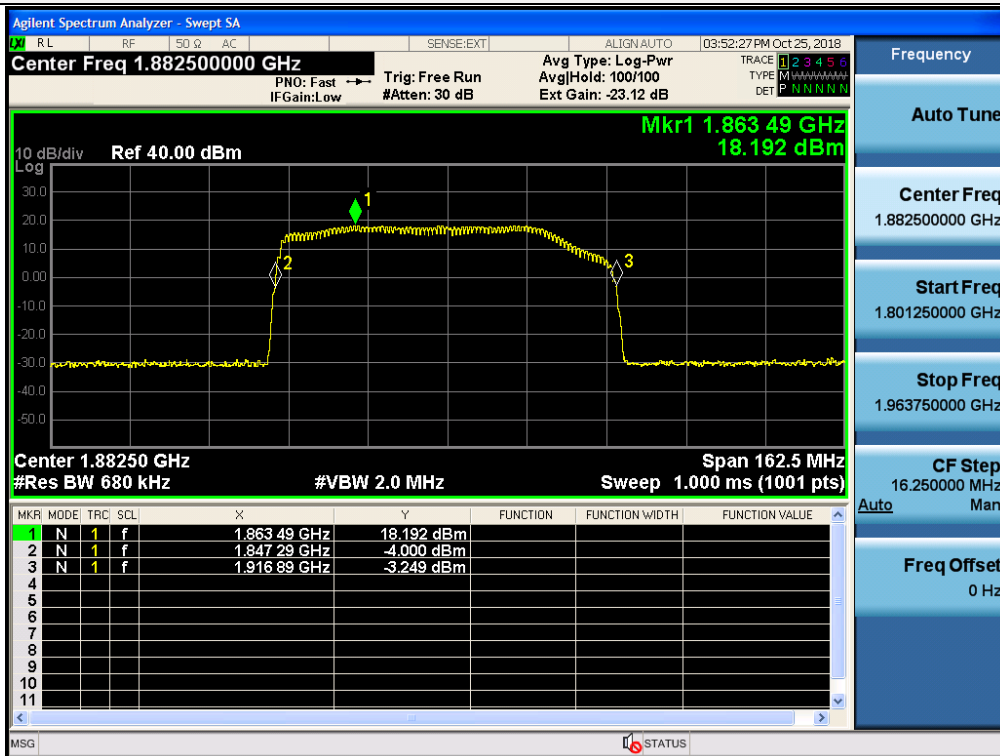 Agilent Spectrum Analyzer - Swept SA
LXI RL RF 50 Ω AC SENSE:EXT ALIGN AUTO 03:52:27 PM Oct 25, 2018
Center Freq 1.882500000 GHz
PNO: Fast
IFGain:Low
Trig: Free Run
#Atten: 30 dB
Avg Type: Log-Pwr
Avg|Hold: 100/100
Ext Gain: -23.12 dB
TRACE 1 2 3 4 5 6
TYPE M
DET P N N N N N
Mkr1 1.863 49 GHz
18.192 dBm
10 dB/div Ref 40.00 dBm
Log
30.0
20.0
10.0
0.00
-10.0
-20.0
-30.0
-40.0
-50.0
1
2
3
Center 1.88250 GHz Span 162.5 MHz
#Res BW 680 kHz #VBW 2.0 MHz Sweep 1.000 ms (1001 pts)
MKR MODE TRC SCL X Y FUNCTION FUNCTION WIDTH FUNCTION VALUE
1 N 1 f 1.863 49 GHz 18.192 dBm
2 N 1 f 1.847 29 GHz -4.000 dBm
3 N 1 f 1.916 89 GHz -3.249 dBm
4
5
6
7
8
9
10
11
MSG STATUS
Frequency
Auto Tune
Center Freq
1.882500000 GHz
Start Freq
1.801250000 GHz
Stop Freq
1.963750000 GHz
CF Step
16.250000 MHz
Auto Man
Freq Offset
0 Hz